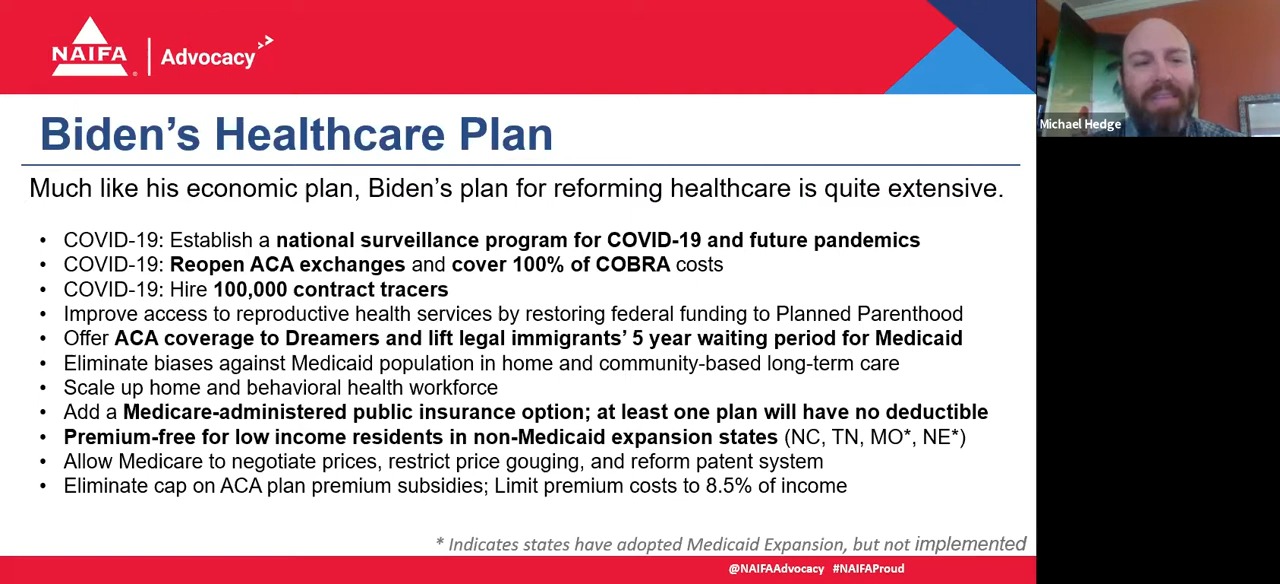 NAIFA
Advocacy
Michael Hedge
Biden's Healthcare Plan
Much like his economic plan, Biden's plan for reforming healthcare is quite extensive.
• COVID-19: Establish a national surveillance program for COVID-19 and future pandemics
• COVID-19: Reopen ACA exchanges and cover 100% of COBRA costs
• COVID-19: Hire 100,000 contract tracers
• Improve access to reproductive health services by restoring federal funding to Planned Parenthood
• Offer ACA coverage to Dreamers and lift legal immigrants' 5 year waiting period for Medicaid
• Eliminate biases against Medicaid population in home and community-based long-term care
• Scale up home and behavioral health workforce
• Add a Medicare-administered public insurance option; at least one plan will have no deductible
• Premium-free for low income residents in non-Medicaid expansion states (NC, TN, MO*, NE*)
• Allow Medicare to negotiate prices, restrict price gouging, and reform patent system
• Eliminate cap on ACA plan premium subsidies; Limit premium costs to 8.5% of income
* Indicates states have adopted Medicaid Expansion, but not implemented
@NAIFAAdvocacy #NAIFAProud